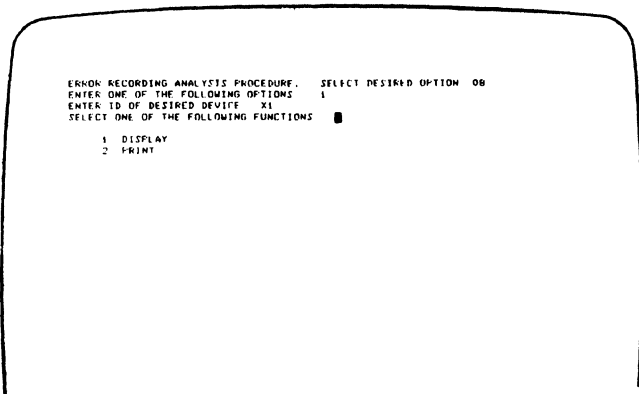 ERROR RECORDING ANALYSIS PROCEDURE. SELECT DESIRED OPTION 08
ENTER ONE OF THE FOLLOWING OPTIONS 1
ENTER ID OF DESIRED DEVICE X1
SELECT ONE OF THE FOLLOWING FUNCTIONS
1 DISPLAY
2 PRINT